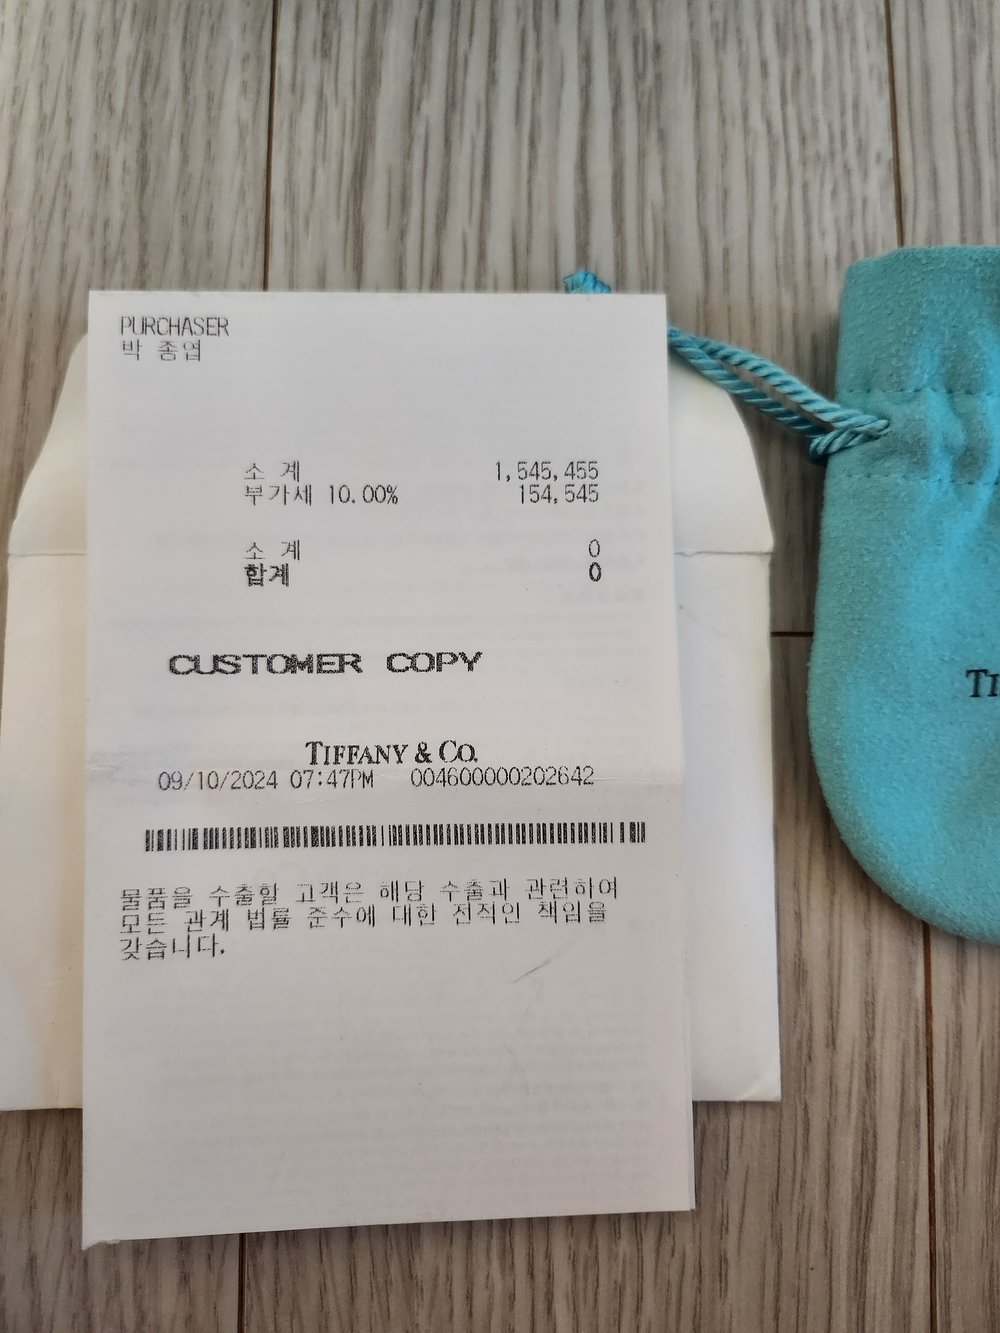 PURCHASER
박 종엽
소 계 1,545,455
부가세 10.00% 154,545
소 계 0
합계 0
CUSTOMER COPY
TIFFANY & CO.
09/10/2024 07:47PM 004600000202642
물품을 수출할 고객은 해당 수출과 관련하여
모든 관계 법률 준수에 대한 전적인 책임을
갖습니다.